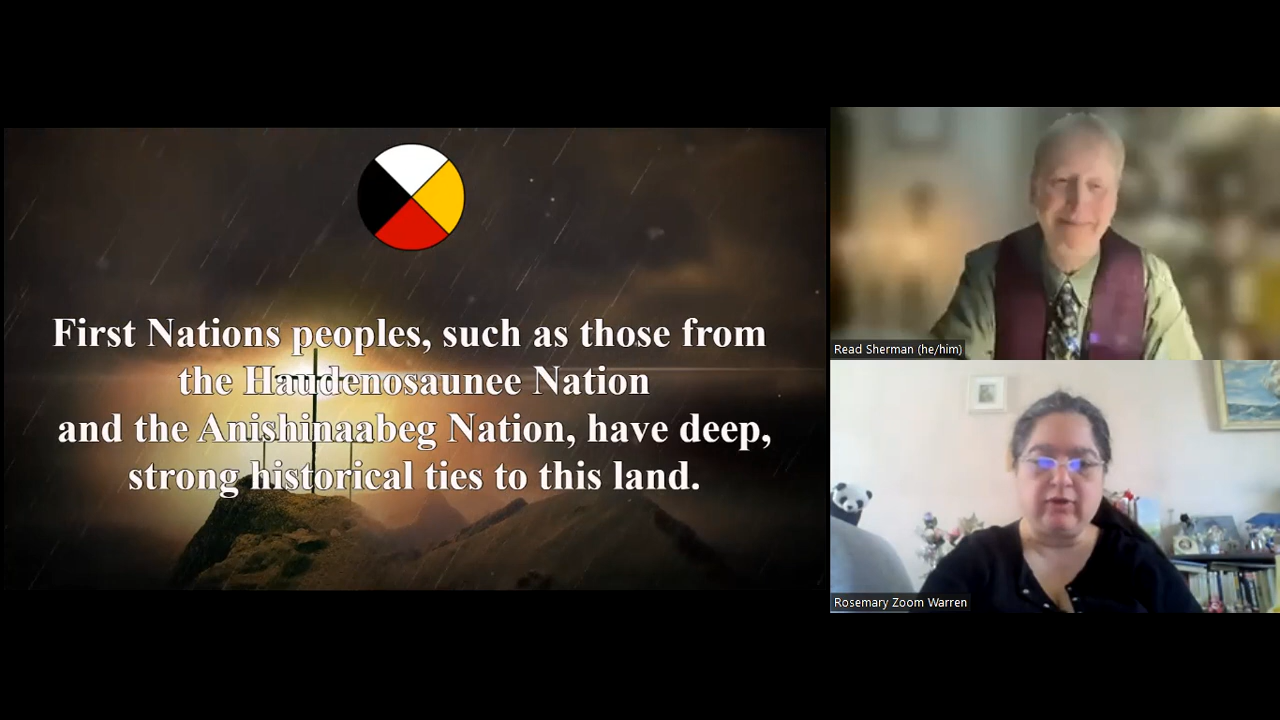 First Nations peoples, such as those from
the Haudenosaunee Nation
and the Anishinaabeg Nation, have deep,
strong historical ties to this land.
Read Sherman (he/him)
Rosemary Zoom Warren